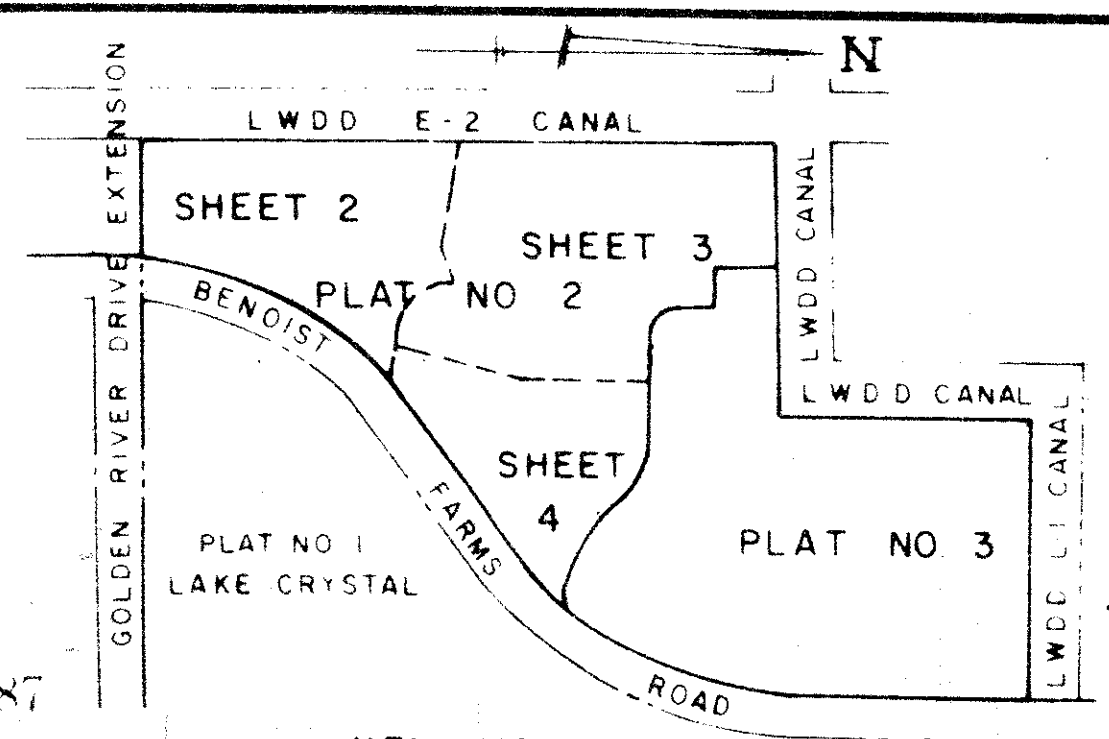 N
LWDD E-2 CANAL
GOLDEN RIVER DRIVE EXTENSION
SHEET 2
SHEET 3
LWDD CANAL
PLAT NO 2
BENOIST FARMS ROAD
LWDD CANAL
SHEET 4
PLAT NO 1
LAKE CRYSTAL
PLAT NO. 3
LWDD L-1 CANAL